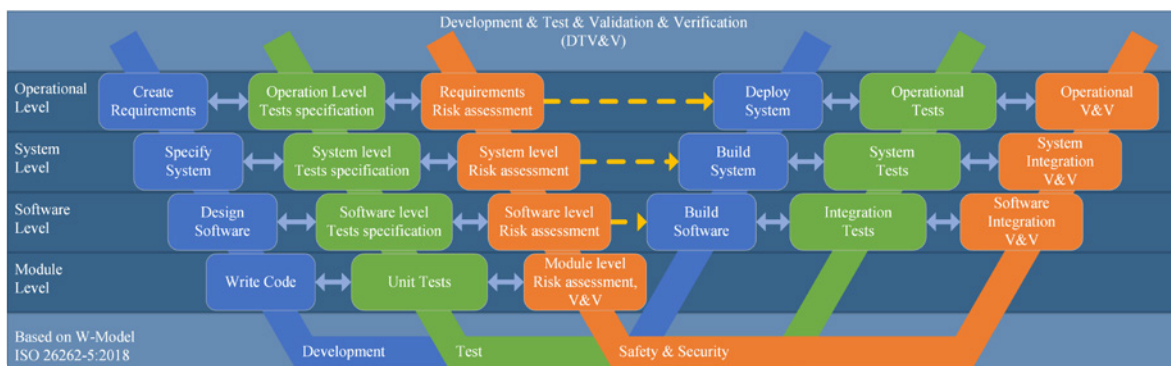 Development & Test & Validation & Verification
(DTV&V)
Operational
Level
Create
Requirements
Operation Level
Tests specification
Requirements
Risk assessment
Deploy
System
Operational
Tests
Operational
V&V
System
Level
Specify
System
System level
Tests specification
System level
Risk assessment
Build
System
System
Tests
System
Integration
V&V
Software
Level
Design
Software
Software level
Tests specification
Software level
Risk assessment
Build
Software
Integration
Tests
Software
Integration
V&V
Module
Level
Write Code
Unit Tests
Module level
Risk assessment,
V&V
Based on W-Model
ISO 26262-5:2018
Development
Test
Safety & Security